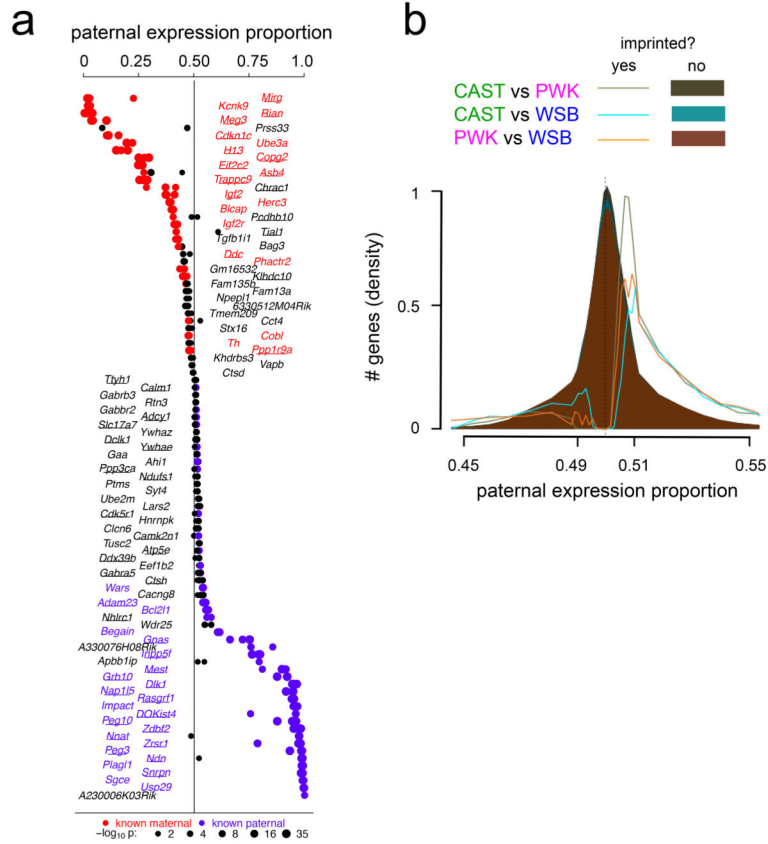 a
paternal expression proportion
0 0.25 0.50 0.75 1.0
Mirg
Kcnk9
Rian
Meg3
Prss33
Cdkn1c
Ube3a
H13
Copg2
Eif2c2
Asb4
Trappc9
Chrac1
Igf2
Herc3
Blcap
Pcdhb10
Igf2r
Tial1
Tgfb1i1
Bag3
Ddc
Phactr2
Gm16532
Klhdc10
Fam135b
Fam13a
Npepl1
6330512M04Rik
Tmem209
Cct4
Stx16
Cobl
Th
Ppp1r9a
Khdrbs3
Vapb
Ctsd
Ttyh1
Calm1
Gabrb3
Rtn3
Gabbr2
Adcy1
Slc17a7
Ywhaz
Dclk1
Ywhae
Gaa
Ahi1
Ppp3ca
Ndufs1
Ptms
Syt4
Ube2m
Lars2
Cdk5r1
Hnrnpk
Clcn6
Camk2n1
Tusc2
Atp5e
Ddx39b
Eef1b2
Gabra5
Ctsh
Wars
Cacng8
Adam23
Bcl2l1
Nhlrc1
Wdr25
Begain
Gnas
A330076H08Rik
Inpp5f
Apbb1ip
Mest
Grb10
Dlk1
Nap1l5
Rasgrf1
Impact
DOKist4
Peg10
Zdbf2
Nnat
Zrsr1
Peg3
Ndn
Plagl1
Snrpn
Sgce
Usp29
A230006K03Rik
known maternal known paternal
−log10 p: 2 4 8 16 35
b
imprinted?
yes no
CAST vs PWK
CAST vs WSB
PWK vs WSB
1
0.5
0
# genes (density)
0.45 0.49 0.51 0.55
paternal expression proportion